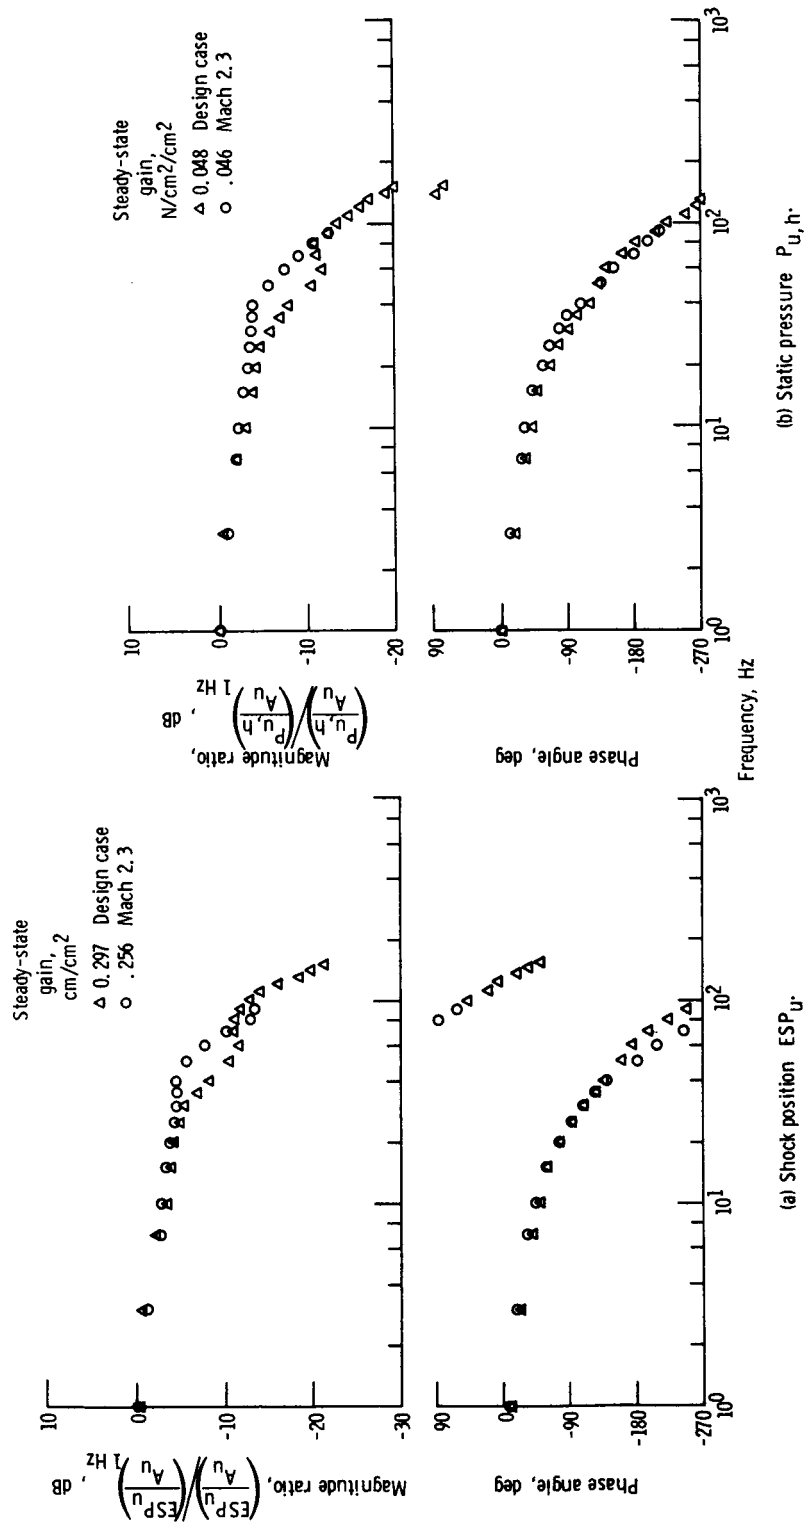 Steady-state
gain,
cm/cm2
△ 0.297 Design case
○ .256 Mach 2.3
10
0
-10
-20
-30
Magnitude ratio,
(ESPu/Au)/(ESPu/Au)1 Hz , dB
90
0
-90
-180
-270
Phase angle, deg
10^0
10^1
10^2
10^3
(a) Shock position ESPu.
Steady-state
gain,
N/cm2/cm2
△ 0.048 Design case
○ .046 Mach 2.3
10
0
-10
-20
Magnitude ratio,
(Pu,h/Au)/(Pu,h/Au)1 Hz , dB
90
0
-90
-180
-270
Phase angle, deg
10^0
10^1
10^2
10^3
Frequency, Hz
(b) Static pressure Pu,h.